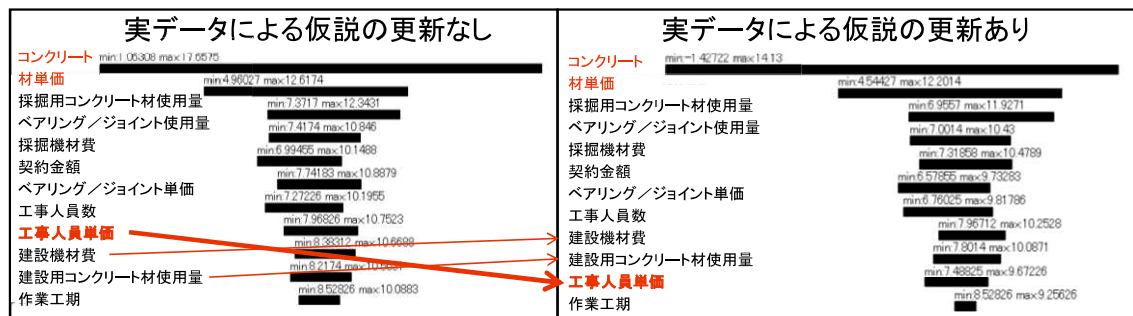 実データによる仮説の更新なし
コンクリート
min:1.06308 max:17.6575
材単価
min:4.96027 max:12.6174
採掘用コンクリート材使用量
min:7.3717 max:12.3431
ベアリング／ジョイント使用量
min:7.4174 max:10.846
採掘機材費
min:6.99455 max:10.1488
契約金額
min:7.74183 max:10.8879
ベアリング／ジョイント単価
min:7.27226 max:10.1955
工事人員数
min:7.96826 max:10.7523
工事人員単価
min:8.38312 max:10.6688
建設機材費
min:8.2174
建設用コンクリート材使用量
min:8.52826 max:10.0883
作業工期
実データによる仮説の更新あり
コンクリート
min:-1.42722 max:14.13
材単価
min:4.54427 max:12.2014
採掘用コンクリート材使用量
min:6.9557 max:11.9271
ベアリング／ジョイント使用量
min:7.0014 max:10.43
採掘機材費
min:7.31858 max:10.4789
契約金額
min:6.57855 max:9.73283
ベアリング／ジョイント単価
min:6.76025 max:9.81786
工事人員数
min:7.96712 max:10.2528
建設機材費
min:7.8014 max:10.0871
建設用コンクリート材使用量
min:7.48825 max:9.67226
工事人員単価
min:8.52826 max:9.25626
作業工期